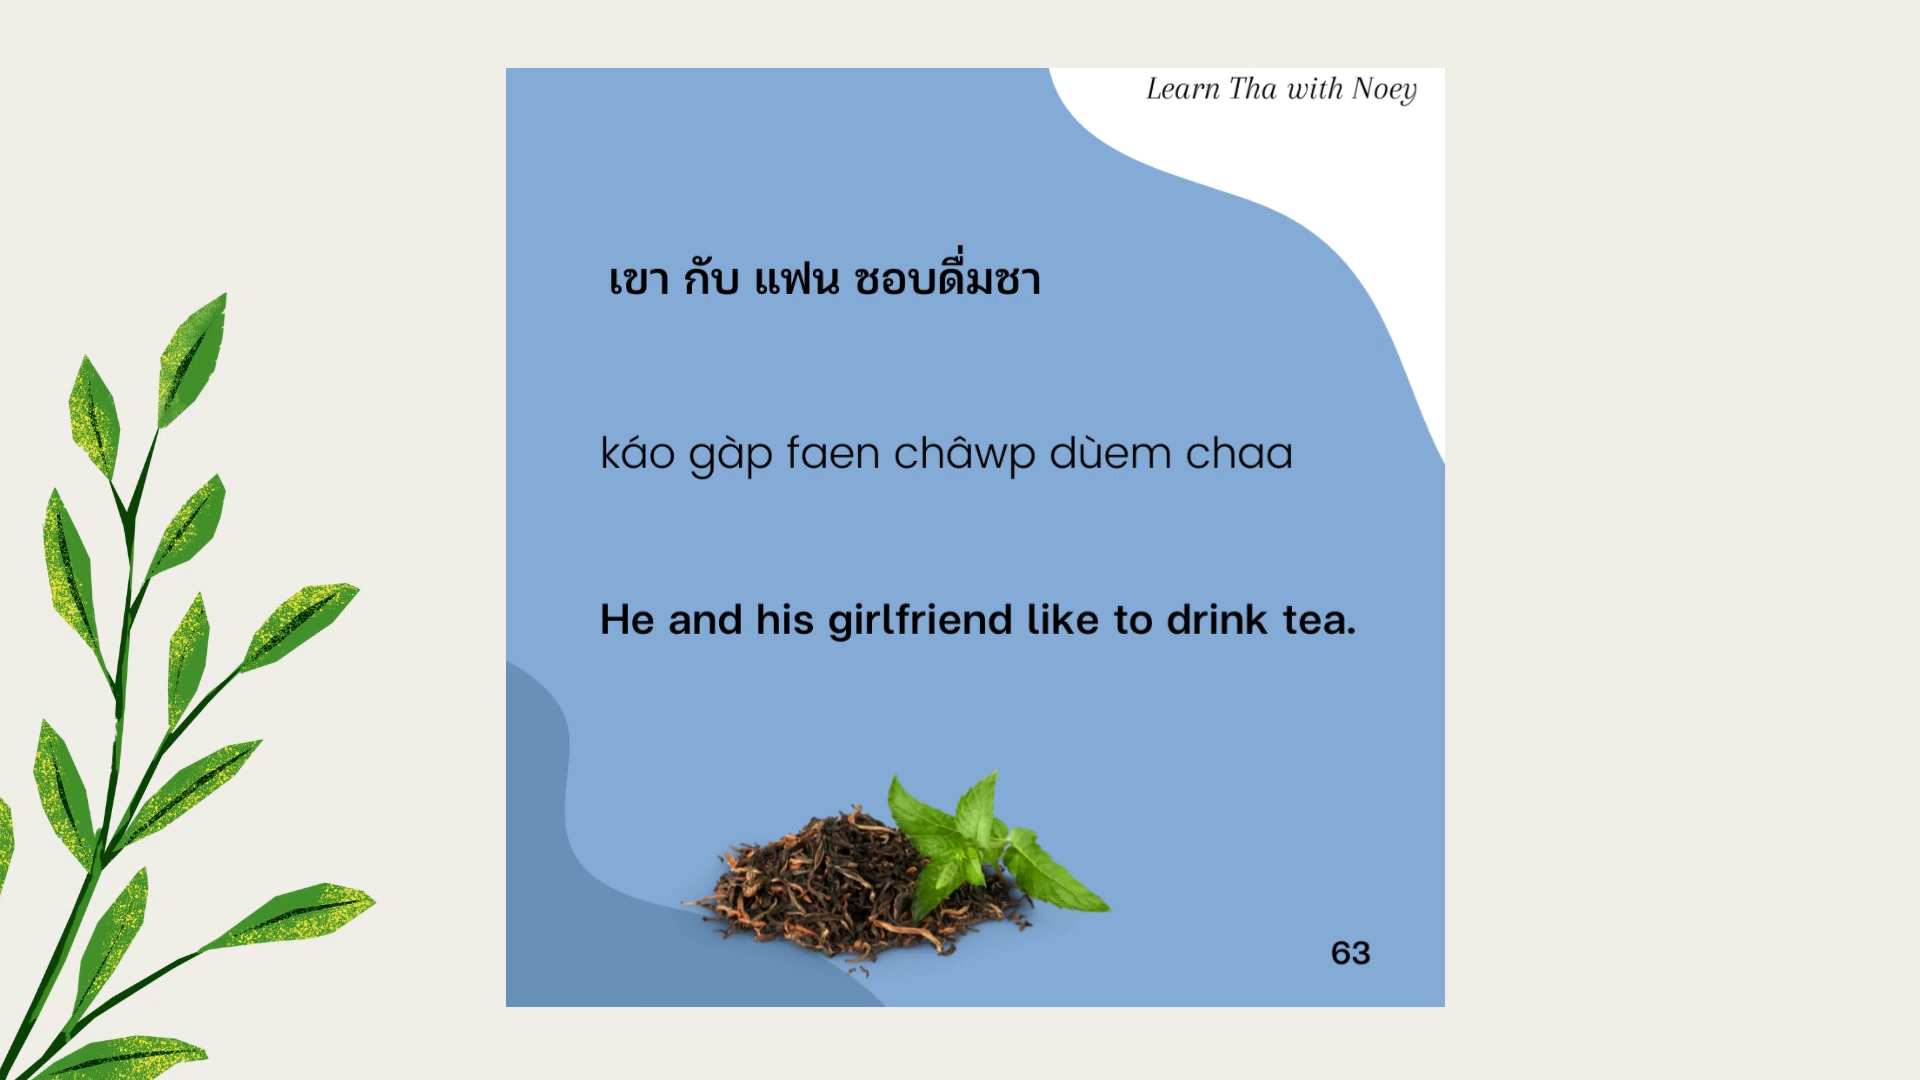 Learn Tha with Noey
เขา กับ แฟน ชอบดื่มชา
káo gàp faen châwp dùem chaa
He and his girlfriend like to drink tea.
63